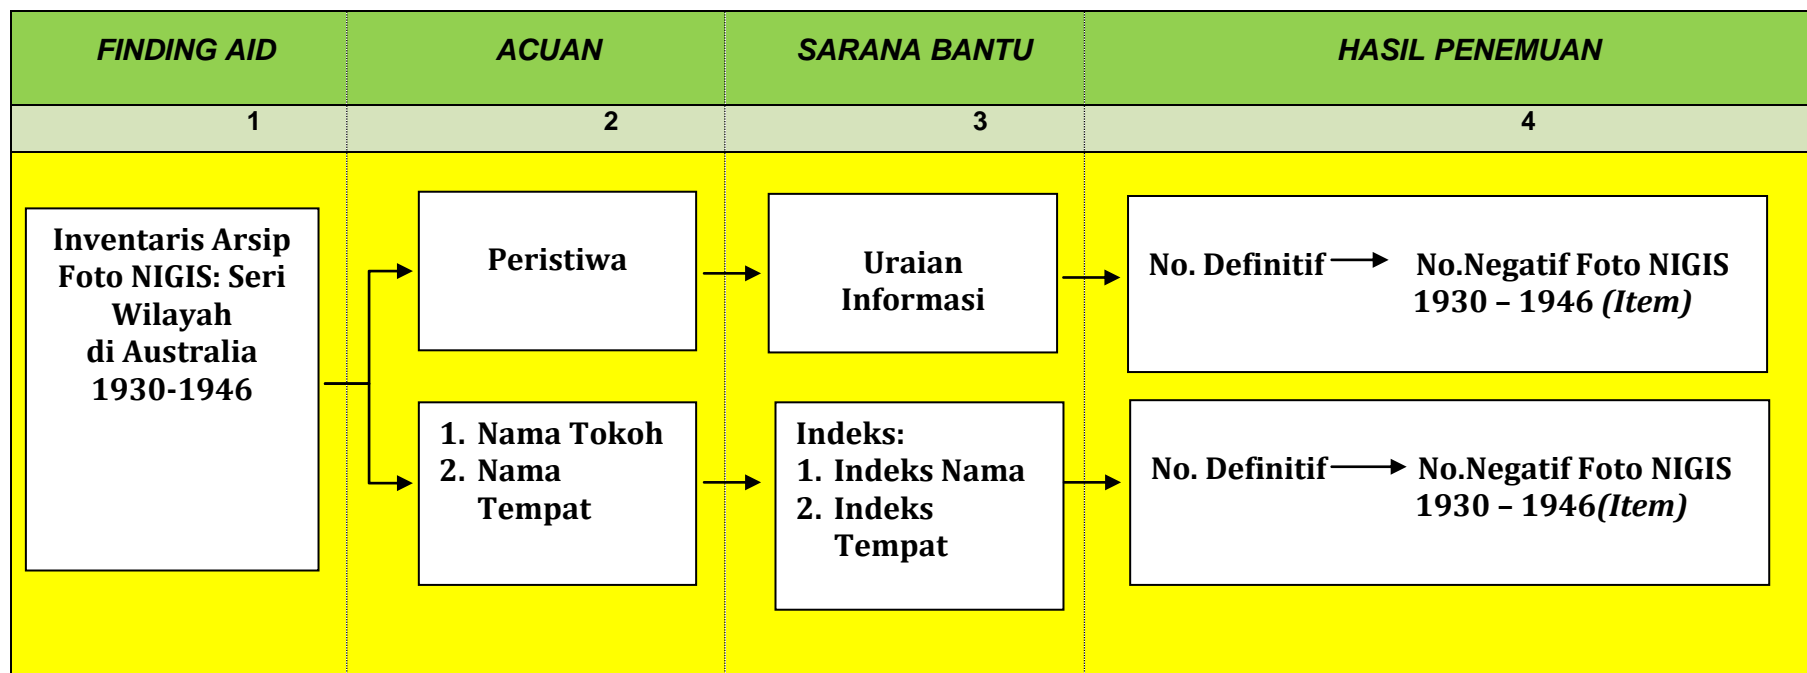 FINDING AID
ACUAN
SARANA BANTU
HASIL PENEMUAN
1
2
3
4
Inventaris Arsip
Foto NIGIS: Seri
Wilayah
di Australia
1930-1946
Peristiwa
Uraian
Informasi
No. Definitif
No.Negatif Foto NIGIS
1930 – 1946 (Item)
1. Nama Tokoh
2. Nama
Tempat
Indeks:
1. Indeks Nama
2. Indeks
Tempat
No. Definitif
No.Negatif Foto NIGIS
1930 – 1946(Item)